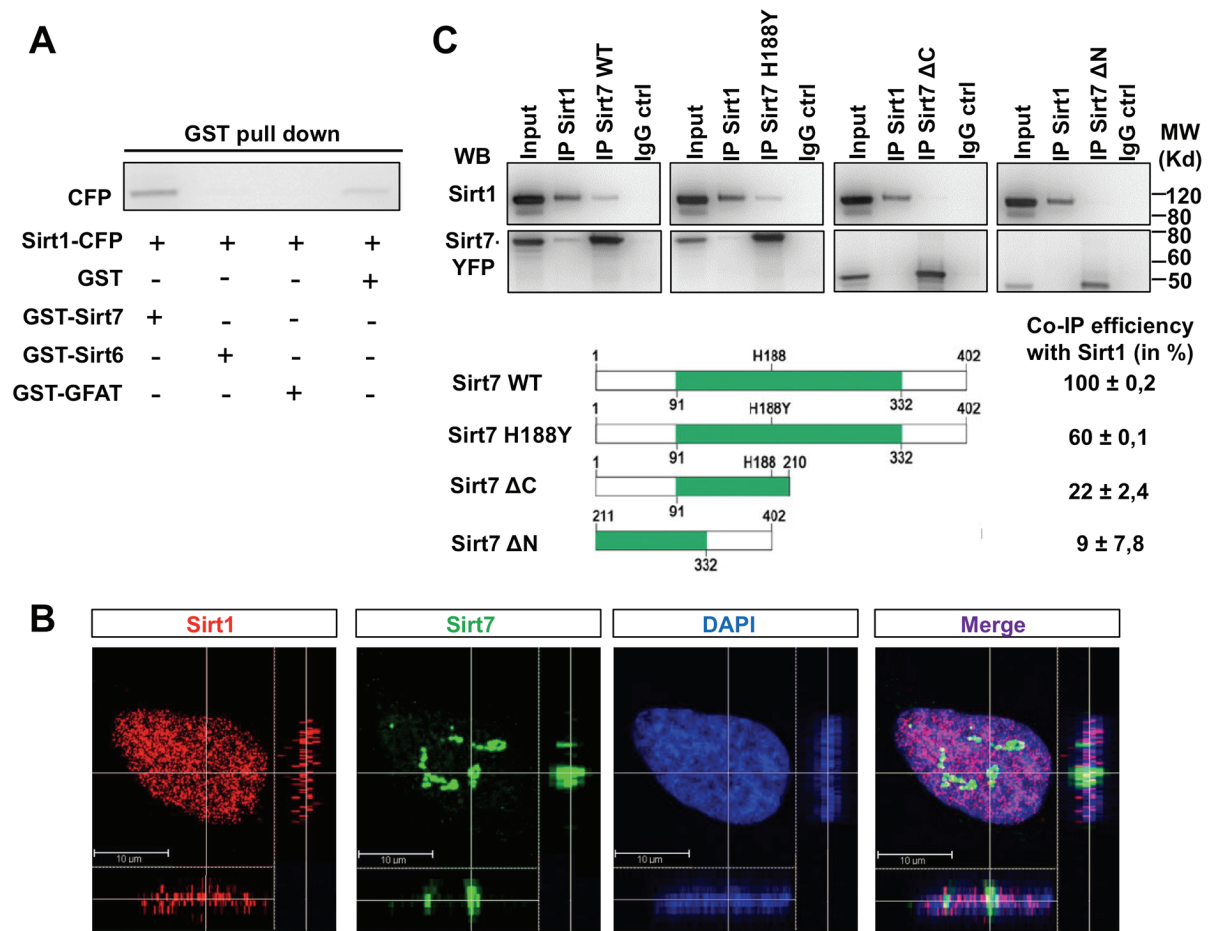 A
GST pull down
CFP
Sirt1-CFP + + + +
GST - - - +
GST-Sirt7 + - - -
GST-Sirt6 - + - -
GST-GFAT - - + -
C
Input IP Sirt1 IP Sirt7 WT IgG ctrl
Input IP Sirt1 IP Sirt7 H188Y IgG ctrl
Input IP Sirt1 IP Sirt7 ΔC IgG ctrl
Input IP Sirt1 IP Sirt7 ΔN IgG ctrl
WB
MW
(Kd)
Sirt1
120
80
Sirt7-
YFP
80
60
50
Co-IP efficiency
with Sirt1 (in %)
1 H188 402
Sirt7 WT 100 ± 0,2
91 332
1 H188Y 402
Sirt7 H188Y 60 ± 0,1
91 332
1 H188 210
Sirt7 ΔC 22 ± 2,4
91
211 402
Sirt7 ΔN 9 ± 7,8
332
B
Sirt1 Sirt7 DAPI Merge
10 µm 10 µm 10 µm 10 µm